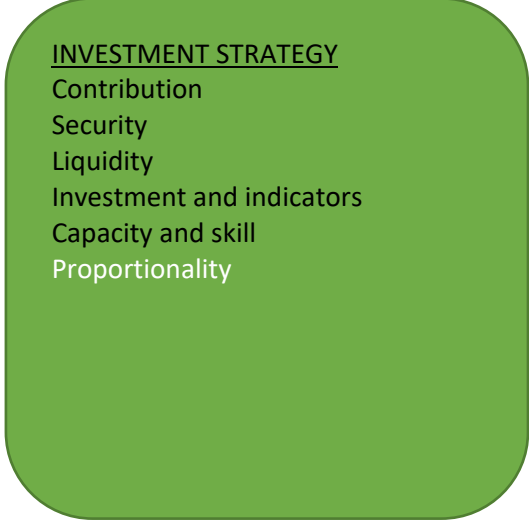 INVESTMENT STRATEGY
Contribution
Security
Liquidity
Investment and indicators
Capacity and skill
Proportionality